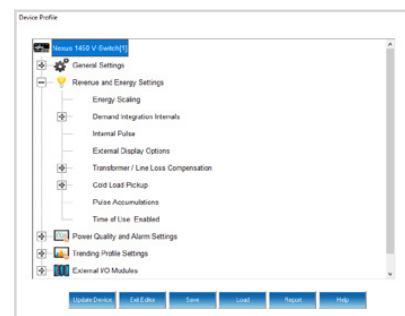 Device Profile
Nexus 1450 V-Switch[1]
General Settings
Revenue and Energy Settings
Energy Scaling
Demand Integration Intervals
Internal Pulse
External Display Options
Transformer / Line Loss Compensation
Cold Load Pickup
Pulse Accumulations
Time of Use Enabled
Power Quality and Alarm Settings
Trending Profile Settings
External I/O Modules
Update Device Exit Editor Save Load Report Help